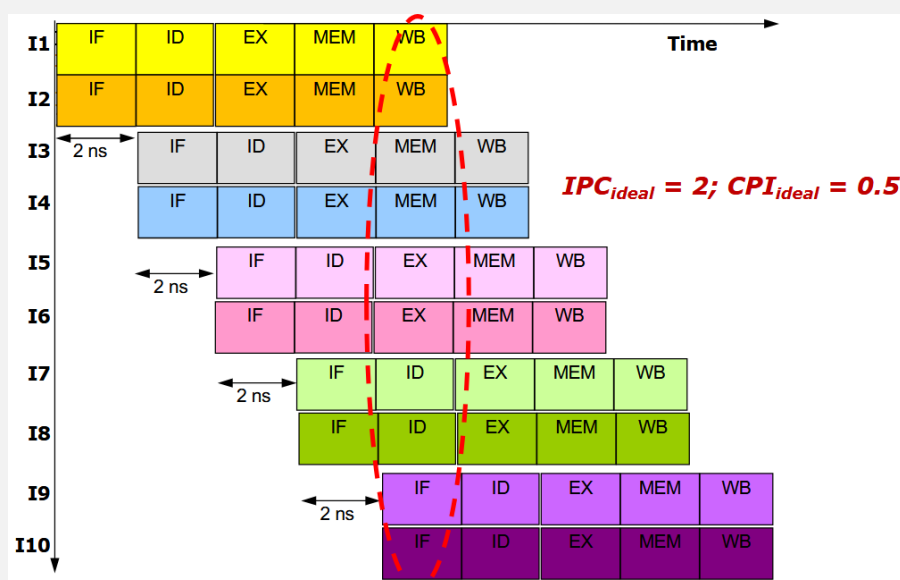 I1 IF ID EX MEM WB Time
I2 IF ID EX MEM WB
2 ns
I3 IF ID EX MEM WB
IPCideal = 2; CPIideal = 0.5
I4 IF ID EX MEM WB
I5 IF ID EX MEM WB
2 ns
I6 IF ID EX MEM WB
I7 IF ID EX MEM WB
2 ns
I8 IF ID EX MEM WB
I9 IF ID EX MEM WB
2 ns
I10 IF ID EX MEM WB